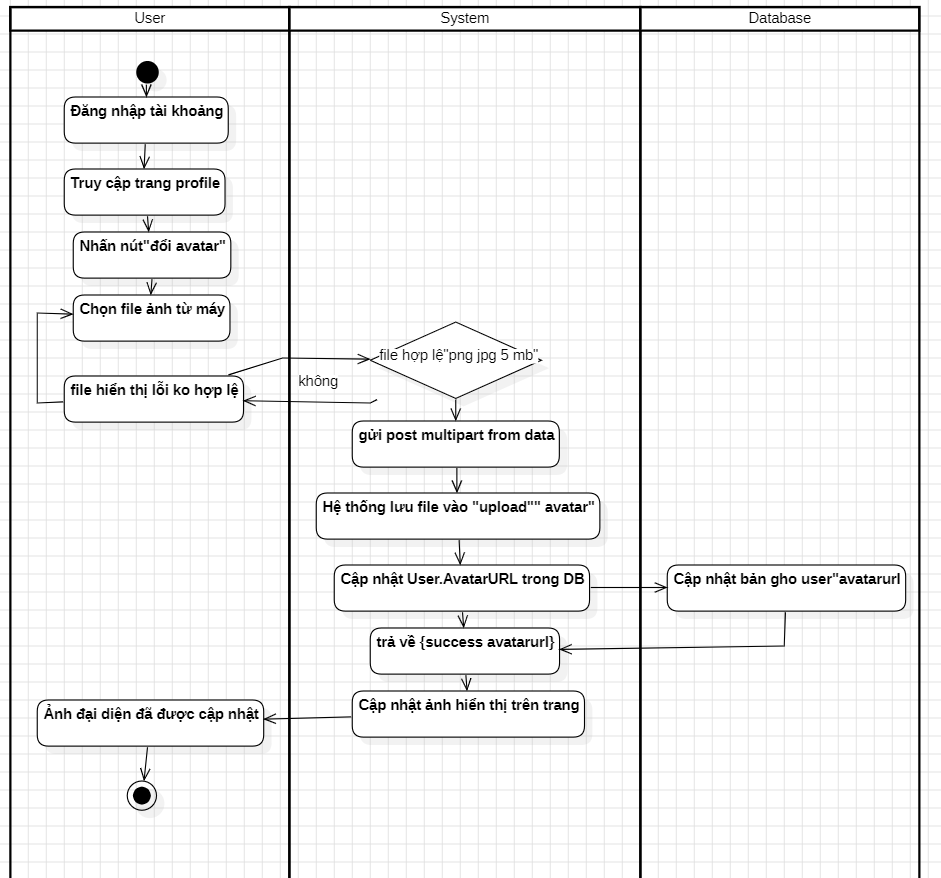 User
System
Database
Đăng nhập tài khoảng
Truy cập trang profile
Nhấn nút"đổi avatar"
Chọn file ảnh từ máy
file hợp lệ"png jpg 5 mb"
không
file hiển thị lỗi ko hợp lệ
gửi post multipart from data
Hệ thống lưu file vào "upload"" avatar"
Cập nhật User.AvatarURL trong DB
Cập nhật bản gho user"avatarurl
trả về {success avatarurl}
Cập nhật ảnh hiển thị trên trang
Ảnh đại diện đã được cập nhật